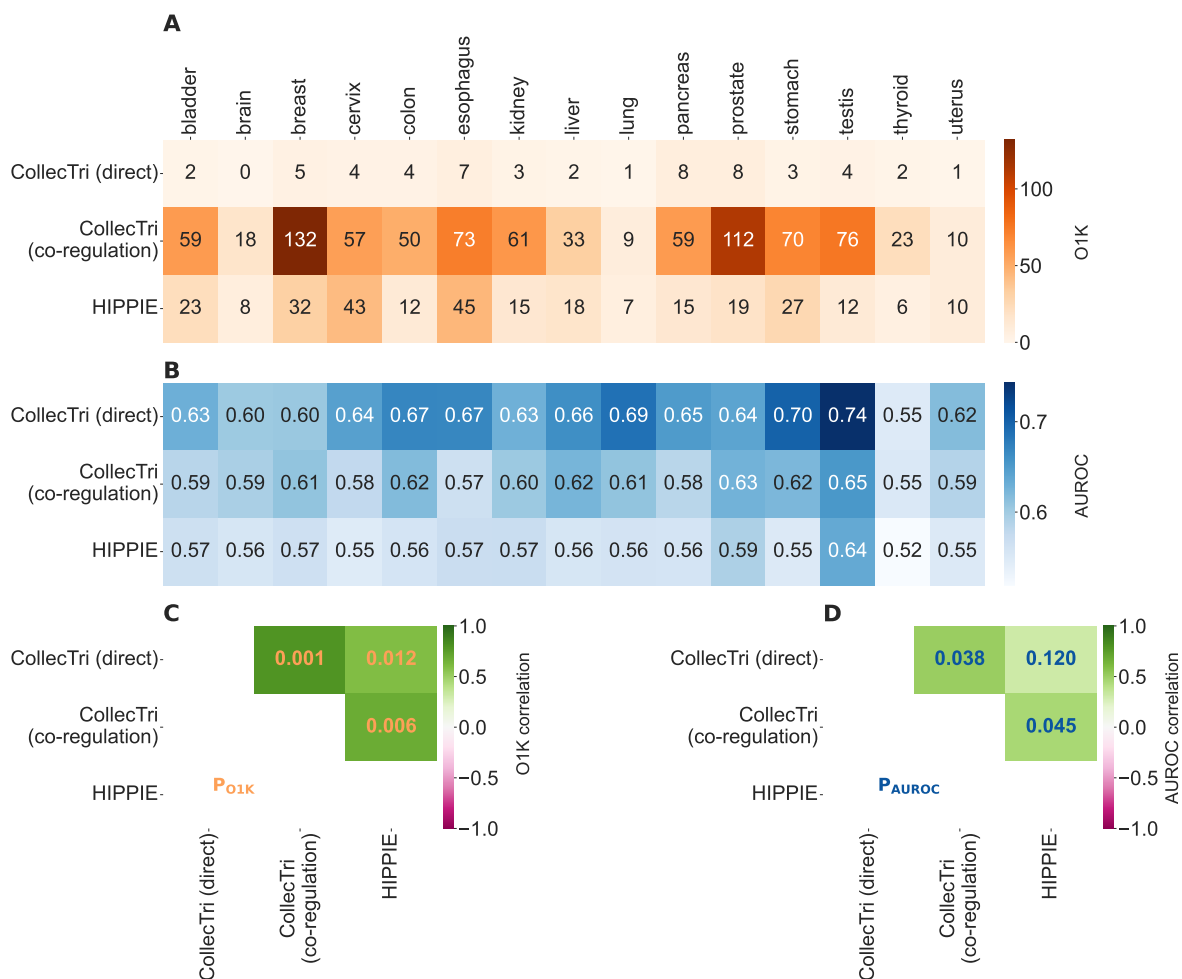 A
bladder
brain
breast
cervix
colon
esophagus
kidney
liver
lung
pancreas
prostate
stomach
testis
thyroid
uterus
CollecTri (direct)
2 0 5 4 4 7 3 2 1 8 8 3 4 2 1
CollecTri
(co-regulation)
59 18 132 57 50 73 61 33 9 59 112 70 76 23 10
HIPPIE
23 8 32 43 12 45 15 18 7 15 19 27 12 6 10
100
50
0
O1K
B
CollecTri (direct)
0.63 0.60 0.60 0.64 0.67 0.67 0.63 0.66 0.69 0.65 0.64 0.70 0.74 0.55 0.62
CollecTri
(co-regulation)
0.59 0.59 0.61 0.58 0.62 0.57 0.60 0.62 0.61 0.58 0.63 0.62 0.65 0.55 0.59
HIPPIE
0.57 0.56 0.57 0.55 0.56 0.57 0.57 0.56 0.56 0.56 0.59 0.55 0.64 0.52 0.55
0.7
0.6
AUROC
C
CollecTri (direct)
0.001 0.012
CollecTri
(co-regulation)
0.006
HIPPIE
PO1K
CollecTri (direct)
CollecTri
(co-regulation)
HIPPIE
1.0
0.5
0.0
−0.5
−1.0
O1K correlation
D
CollecTri (direct)
0.038 0.120
CollecTri
(co-regulation)
0.045
HIPPIE
PAUROC
CollecTri (direct)
CollecTri
(co-regulation)
HIPPIE
1.0
0.5
0.0
−0.5
−1.0
AUROC correlation